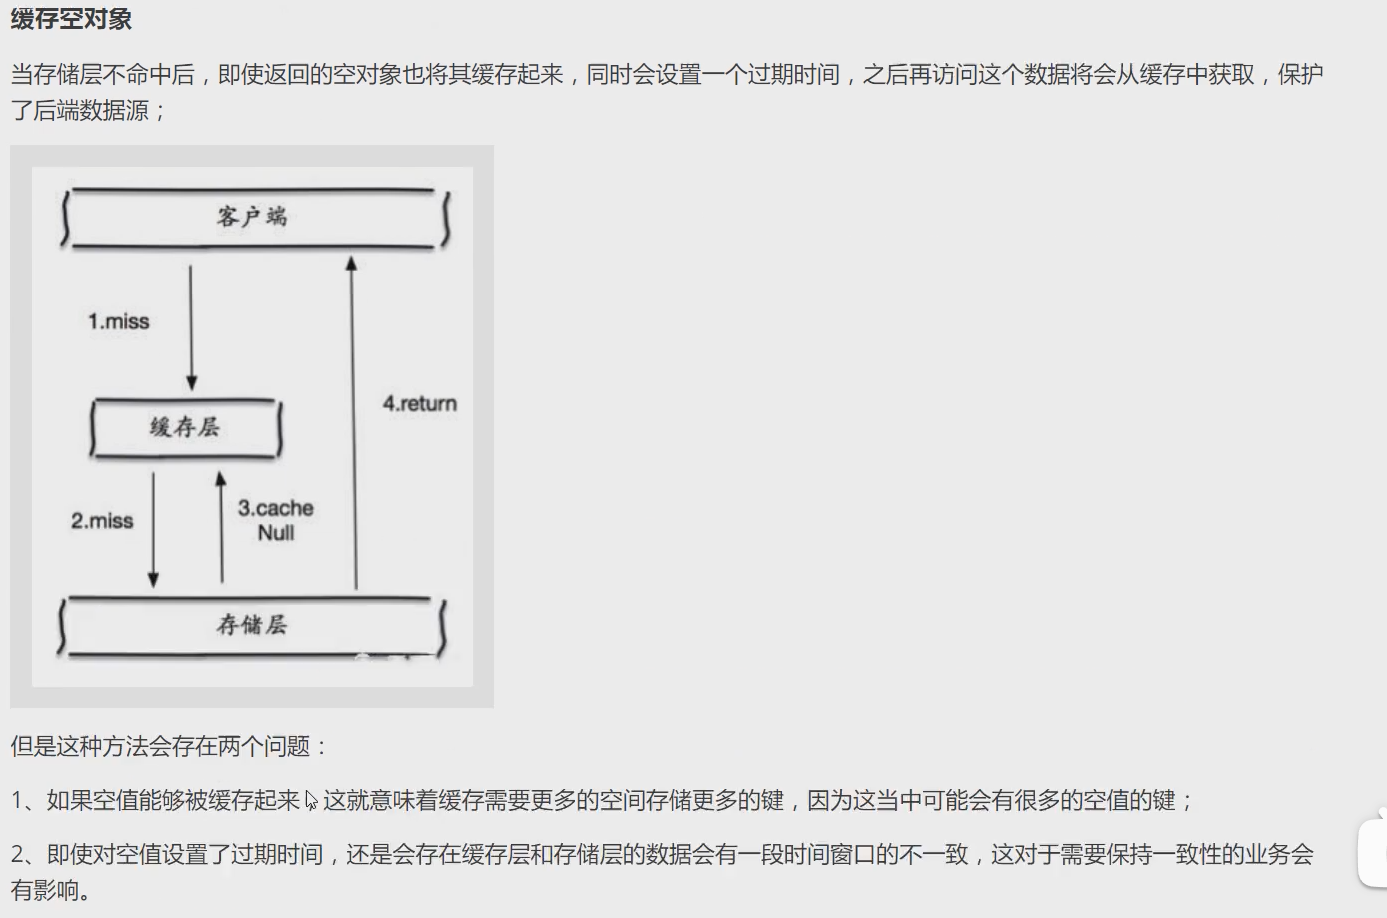 缓存空对象
当存储层不命中后，即使返回的空对象也将其缓存起来，同时会设置一个过期时间，之后再访问这个数据将会从缓存中获取，保护
了后端数据源；
客户端
1.miss
4.return
缓存层
2.miss
3.cache
Null
存储层
但是这种方法会存在两个问题：
1、如果空值能够被缓存起来，这就意味着缓存需要更多的空间存储更多的键，因为这当中可能会有很多的空值的键；
2、即使对空值设置了过期时间，还是会存在缓存层和存储层的数据会有一段时间窗口的不一致，这对于需要保持一致性的业务会
有影响。